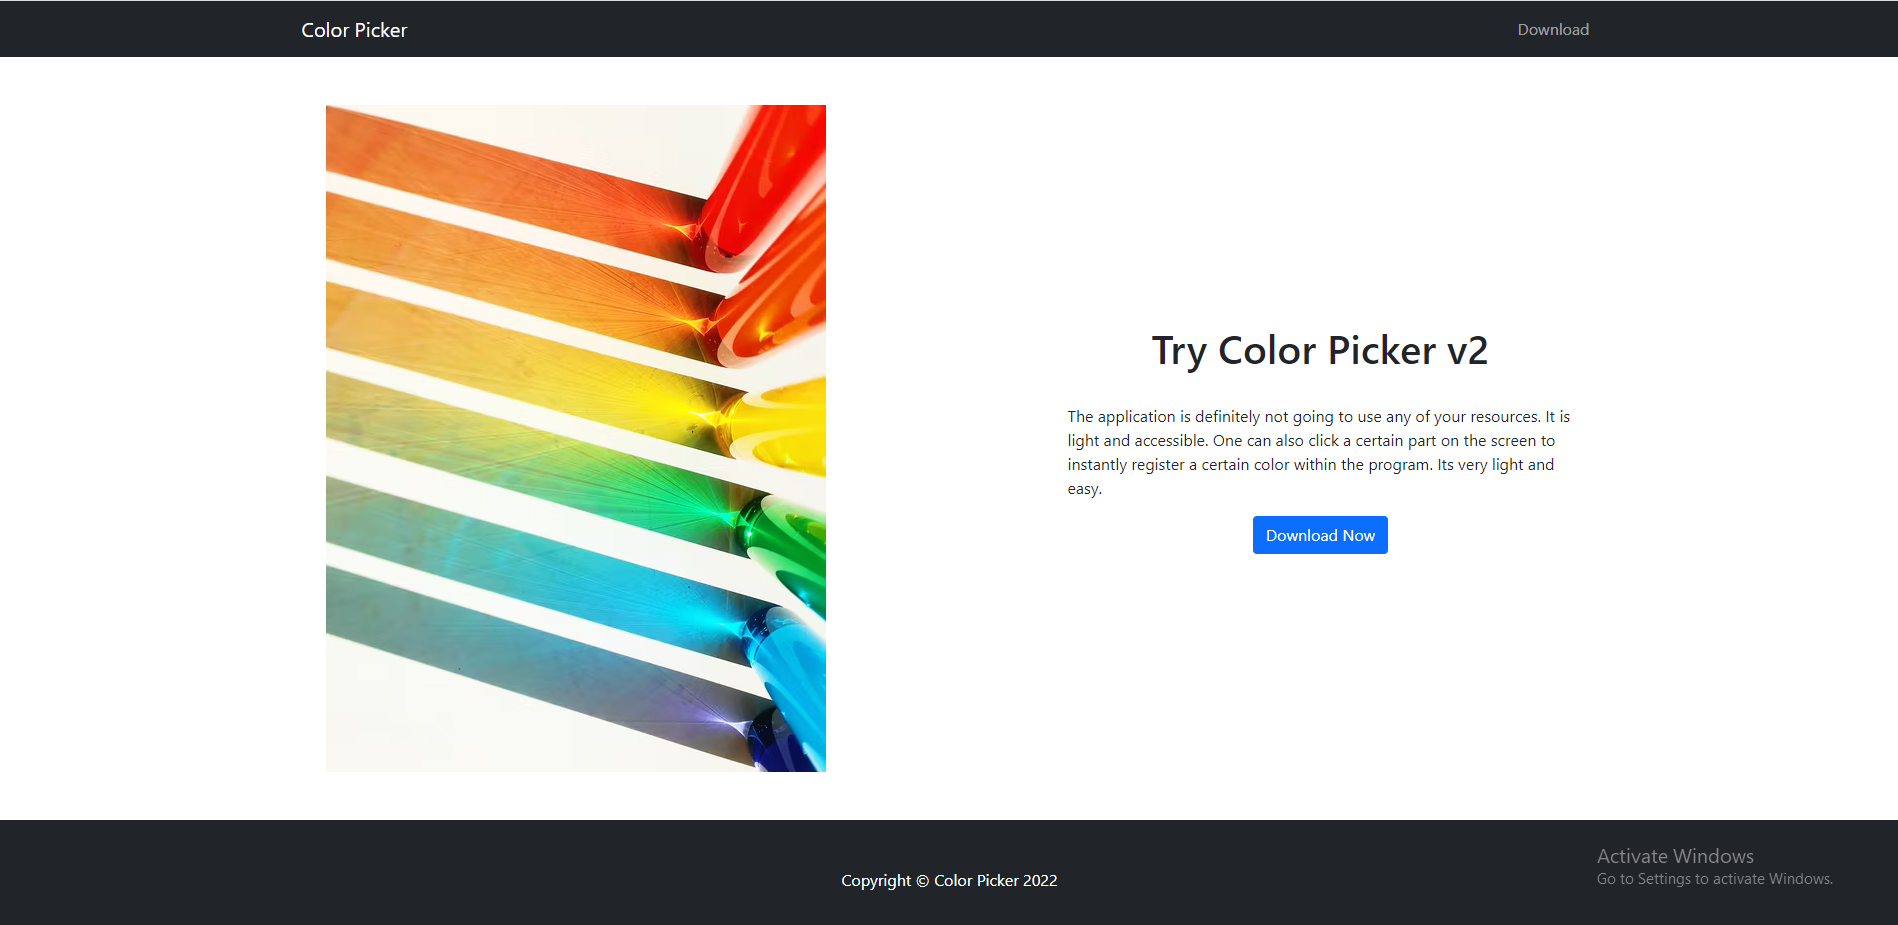 Color Picker
Download
Try Color Picker v2
The application is definitely not going to use any of your resources. It is
light and accessible. One can also click a certain part on the screen to
instantly register a certain color within the program. Its very light and
easy.
Download Now
Copyright © Color Picker 2022
Activate Windows
Go to Settings to activate Windows.